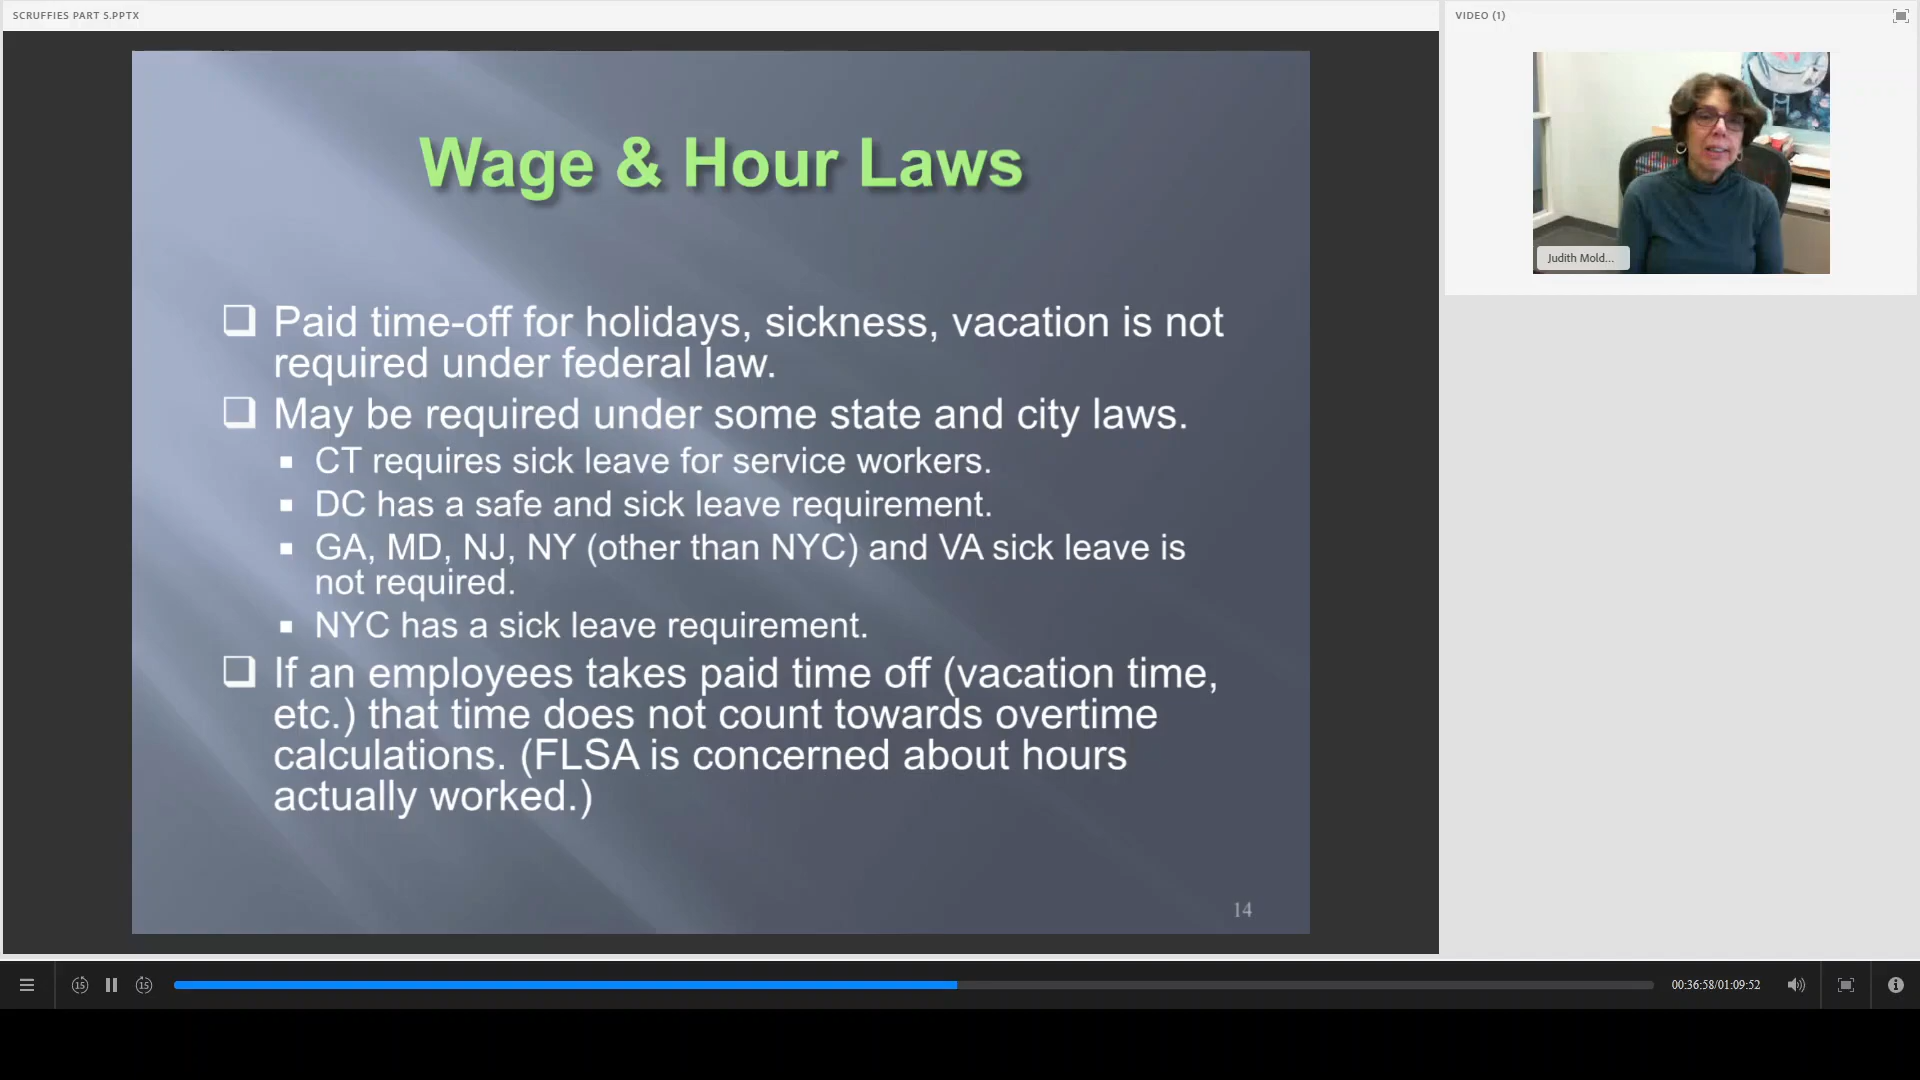 SCRUFFIES PART 5.PPTX
VIDEO (1)
Wage & Hour Laws
Paid time-off for holidays, sickness, vacation is not
required under federal law.
May be required under some state and city laws.
CT requires sick leave for service workers.
DC has a safe and sick leave requirement.
GA, MD, NJ, NY (other than NYC) and VA sick leave is
not required.
NYC has a sick leave requirement.
If an employees takes paid time off (vacation time,
etc.) that time does not count towards overtime
calculations. (FLSA is concerned about hours
actually worked.)
14
Judith Mold...
15
15
00:36:58/01:09:52